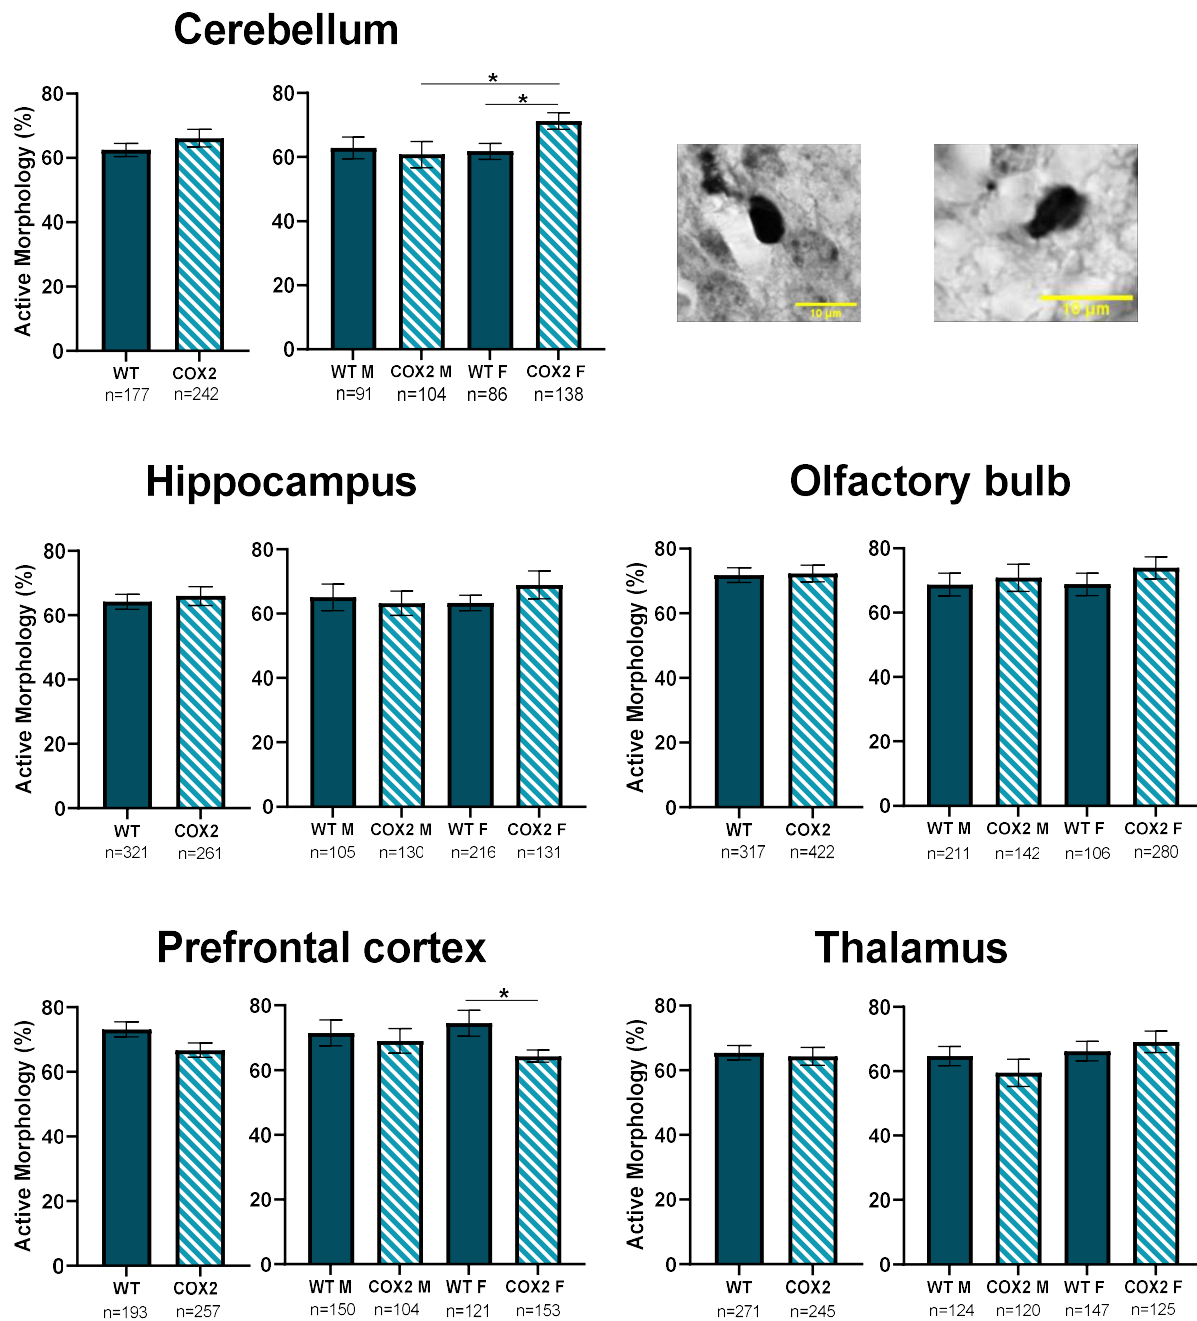 Cerebellum
Active Morphology (%)
80
60
40
20
0
WT
COX2
n=177
n=242
80
60
40
20
0
*
*
WT M
COX2 M
WT F
COX2 F
n=91
n=104
n=86
n=138
10 µm
10 µm
Hippocampus
Active Morphology (%)
80
60
40
20
0
WT
COX2
n=321
n=261
80
60
40
20
0
WT M
COX2 M
WT F
COX2 F
n=105
n=130
n=216
n=131
Olfactory bulb
Active Morphology (%)
80
60
40
20
0
WT
COX2
n=317
n=422
80
60
40
20
0
WT M
COX2 M
WT F
COX2 F
n=211
n=142
n=106
n=280
Prefrontal cortex
Active Morphology (%)
80
60
40
20
0
WT
COX2
n=193
n=257
80
60
40
20
0
*
WT M
COX2 M
WT F
COX2 F
n=150
n=104
n=121
n=153
Thalamus
Active Morphology (%)
80
60
40
20
0
WT
COX2
n=271
n=245
80
60
40
20
0
WT M
COX2 M
WT F
COX2 F
n=124
n=120
n=147
n=125